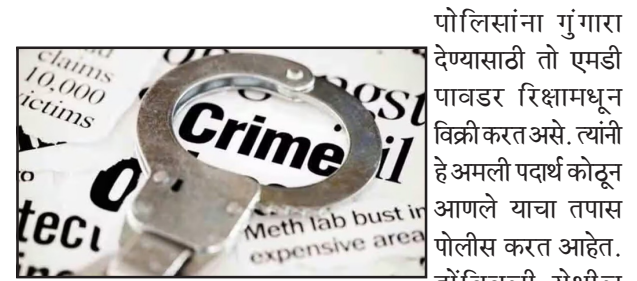 claims
10,000
victims
Crime
Meth lab bust in
expensive area
पोलिसांना गुंगारा
देण्यासाठी तो एमडी
पावडर रिक्षामधून
विक्री करत असे. त्यांनी
हे अमली पदार्थ कोठून
आणले याचा तपास
पोलीस करत आहेत.